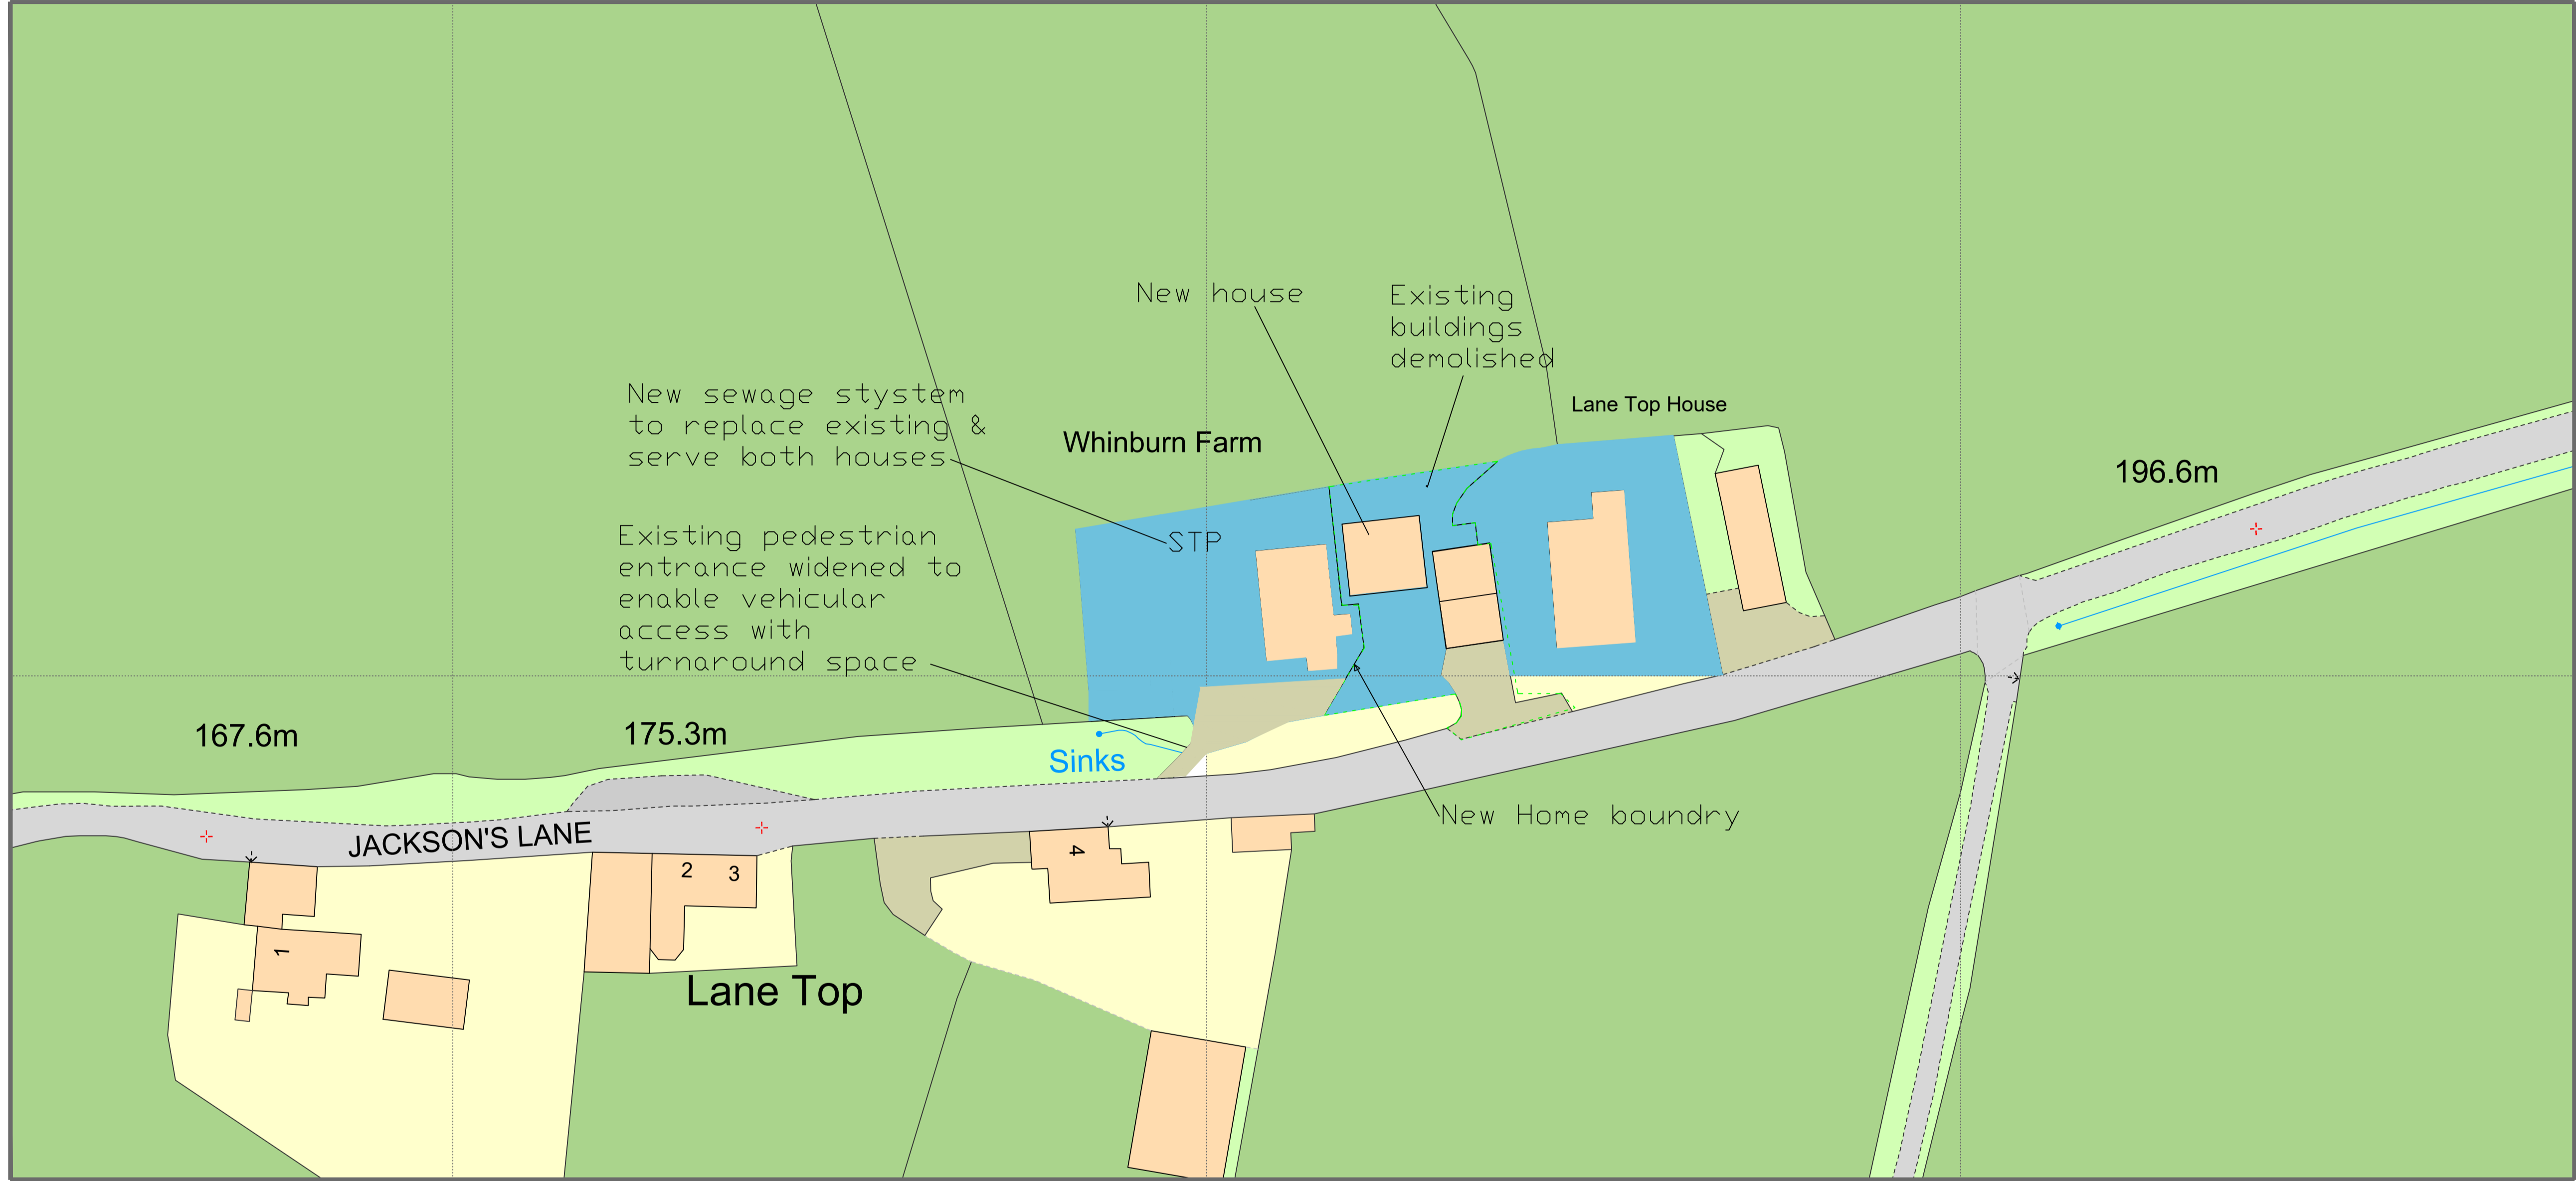 New house
Existing
buildings
demolished
New sewage stystem
to replace existing &
serve both houses
Lane Top House
Whinburn Farm
196.6m
STP
Existing pedestrian
entrance widened to
enable vehicular
access with
turnaround space
167.6m
175.3m
Sinks
New Home boundry
JACKSON'S LANE
2
3
4
1
Lane Top